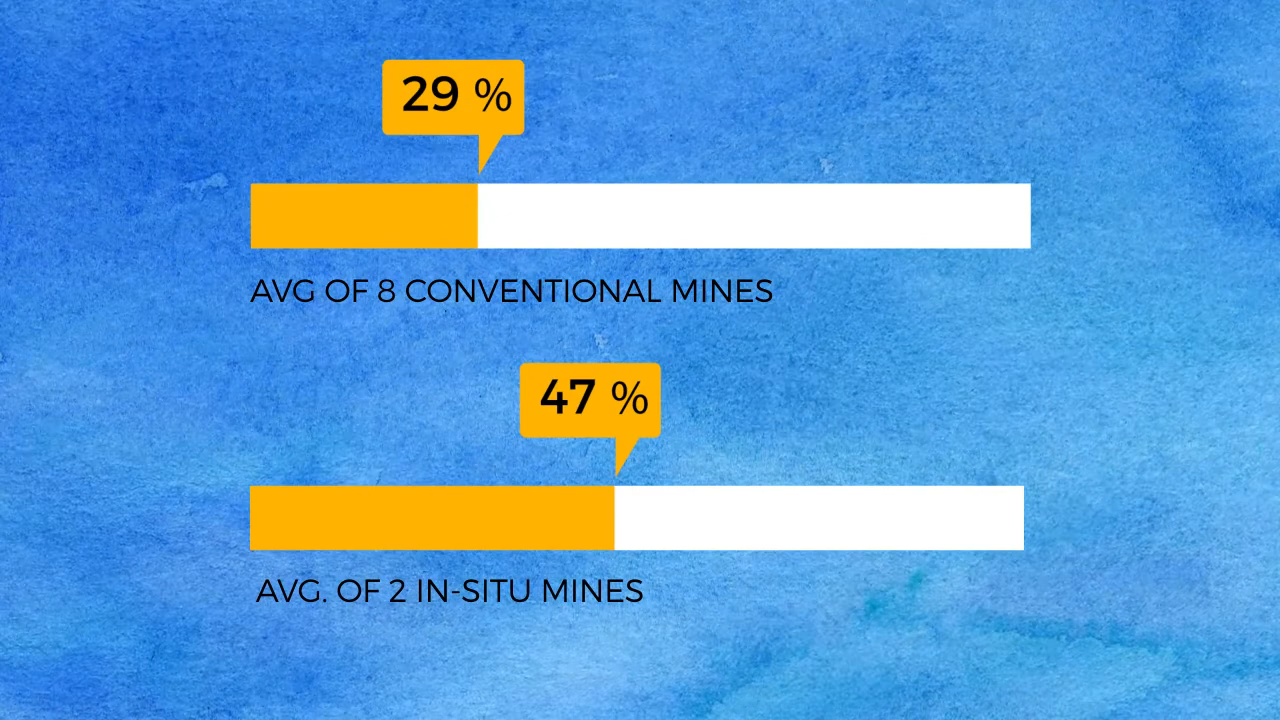 29 %
AVG OF 8 CONVENTIONAL MINES
47 %
AVG. OF 2 IN-SITU MINES